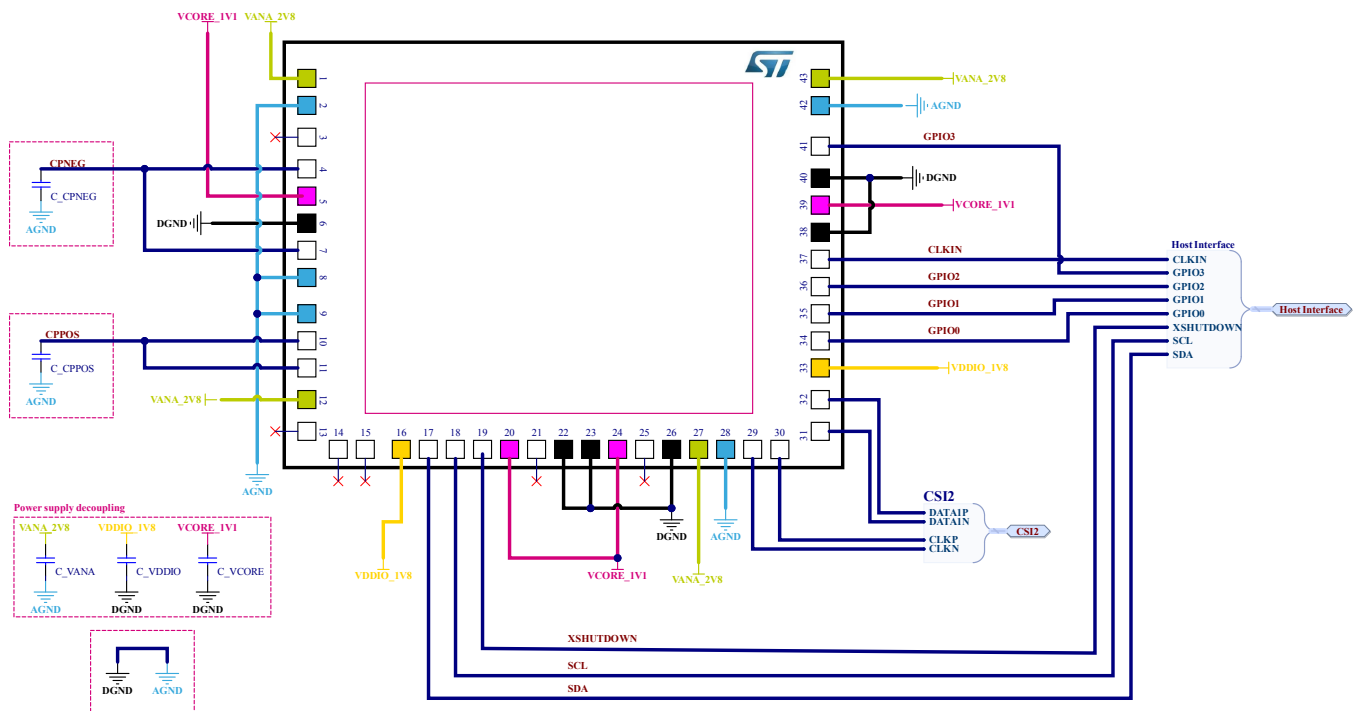 VCORE_1V1 VANA_2V8
ST
1
2
3
4
5
6
7
8
9
10
11
12
13
14
15
16
17
18
19
20
21
22
23
24
25
26
27
28
29
30
31
32
33
34
35
36
37
38
39
40
41
42
43
VANA_2V8
AGND
GPIO3
DGND
VCORE_1V1
CLKIN
GPIO2
GPIO1
GPIO0
VDDIO_1V8
CPNEG
C_CPNEG
AGND
DGND
CPPOS
C_CPPOS
AGND
VANA_2V8
AGND
Host Interface
CLKIN
GPIO3
GPIO2
GPIO1
GPIO0
XSHUTDOWN
SCL
SDA
Host Interface
CSI2
DATA1P
DATA1N
CLKP
CLKN
CSI2
VDDIO_1V8
VCORE_1V1
DGND
VANA_2V8
AGND
Power supply decoupling
VANA_2V8 VDDIO_1V8 VCORE_1V1
C_VANA C_VDDIO C_VCORE
AGND DGND DGND
XSHUTDOWN
SCL
SDA
DGND AGND